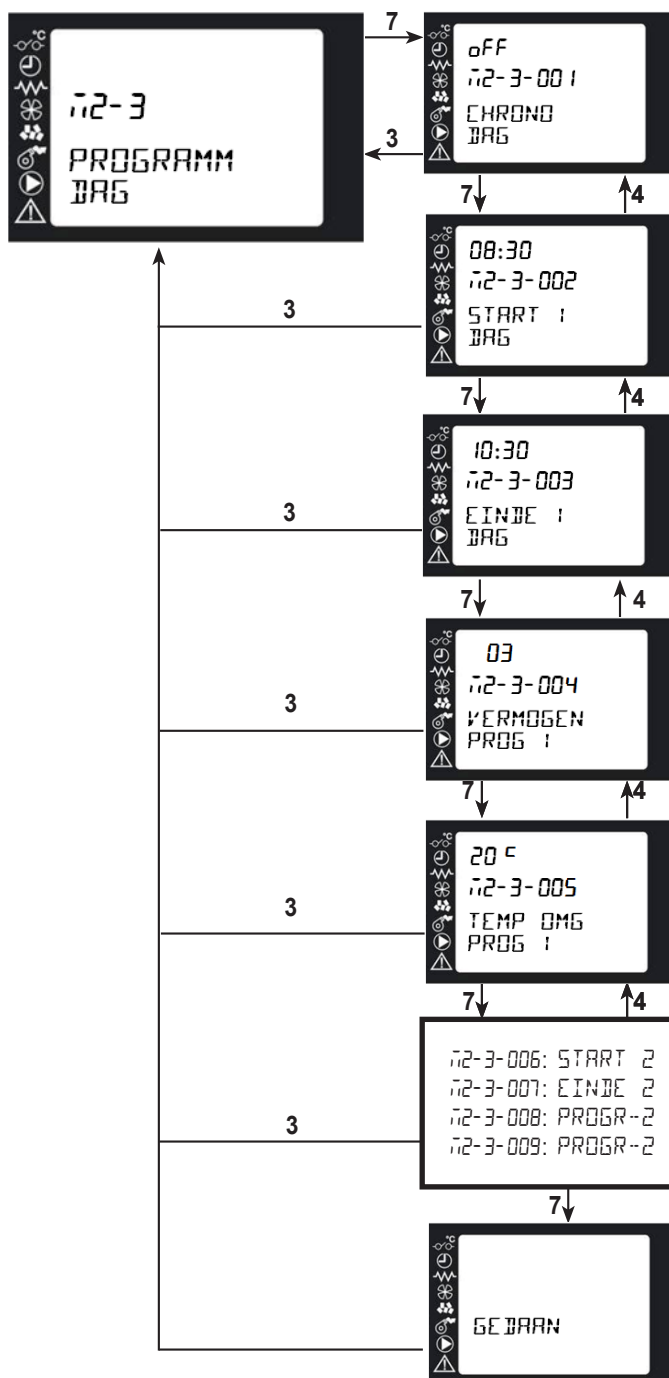 7
°C
oFF
m2-3-001
CHRONO
DAG
°C
m2-3
PROGRAMM
DAG
3
7
4
°C
08:30
m2-3-002
START 1
DAG
3
7
4
°C
10:30
m2-3-003
EINDE 1
DAG
3
7
4
°C
03
m2-3-004
VERMOGEN
PROG 1
3
7
4
°C
20 c
m2-3-005
TEMP OMG
PROG 1
3
7
4
m2-3-006: START 2
m2-3-007: EINDE 2
m2-3-008: PROGR--2
m2-3-009: PROGR--2
3
7
°C
GEDAAN